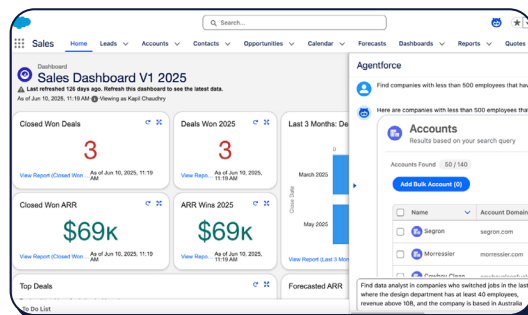 Search...
Sales Home Leads Accounts Contacts Opportunities Calendar Forecasts Dashboards Reports Quotes
Dashboard
Sales Dashboard V1 2025
Last refreshed 126 days ago. Refresh this dashboard to see the latest data.
As of Jun 10, 2025, 11:19 AM·Viewing as Kapil Chaudhry
Closed Won Deals
3
View Report (Closed Won ... As of Jun 10, 2025, 11:19
AM
Deals Won 2025
3
View Repo... As of Jun 10, 2025, 11:19
AM
Last 3 Months: De
0
March 2025
May 2025
Close Date
View Report (Last 3 Mon
Closed Won ARR
$69K
View Report (Closed Won ... As of Jun 10, 2025, 11:19
AM
ARR Wins 2025
$69K
View Repo... As of Jun 10, 2025, 11:19
AM
Top Deals
Forecasted ARR
To Do List
Agentforce
Find companies with less than 500 employees that hav
Here are companies with less than 500 employees tha
Accounts
Results based on your search query
Accounts Found 50 / 140
Add Bulk Account (0)
Name Account Domain
Segron segron.com
Morressier morressier.com
Find data analyst in companies who switched jobs in the last
where the design department has at least 40 employees,
revenue above 10B, and the company is based in Australia